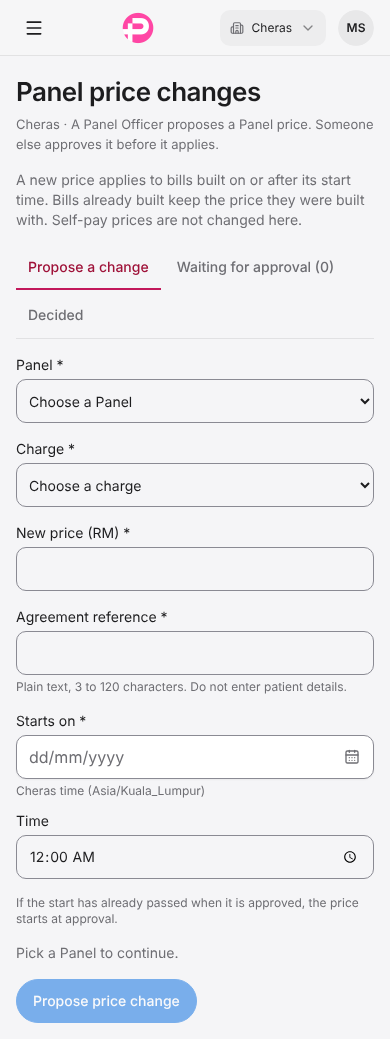 Cheras
MS
Panel price changes
Cheras · A Panel Officer proposes a Panel price. Someone
else approves it before it applies.
A new price applies to bills built on or after its start
time. Bills already built keep the price they were built
with. Self-pay prices are not changed here.
Propose a change
Waiting for approval (0)
Decided
Panel *
Choose a Panel
Charge *
Choose a charge
New price (RM) *
Agreement reference *
Plain text, 3 to 120 characters. Do not enter patient details.
Starts on *
dd/mm/yyyy
Cheras time (Asia/Kuala_Lumpur)
Time
12:00 AM
If the start has already passed when it is approved, the price
starts at approval.
Pick a Panel to continue.
Propose price change